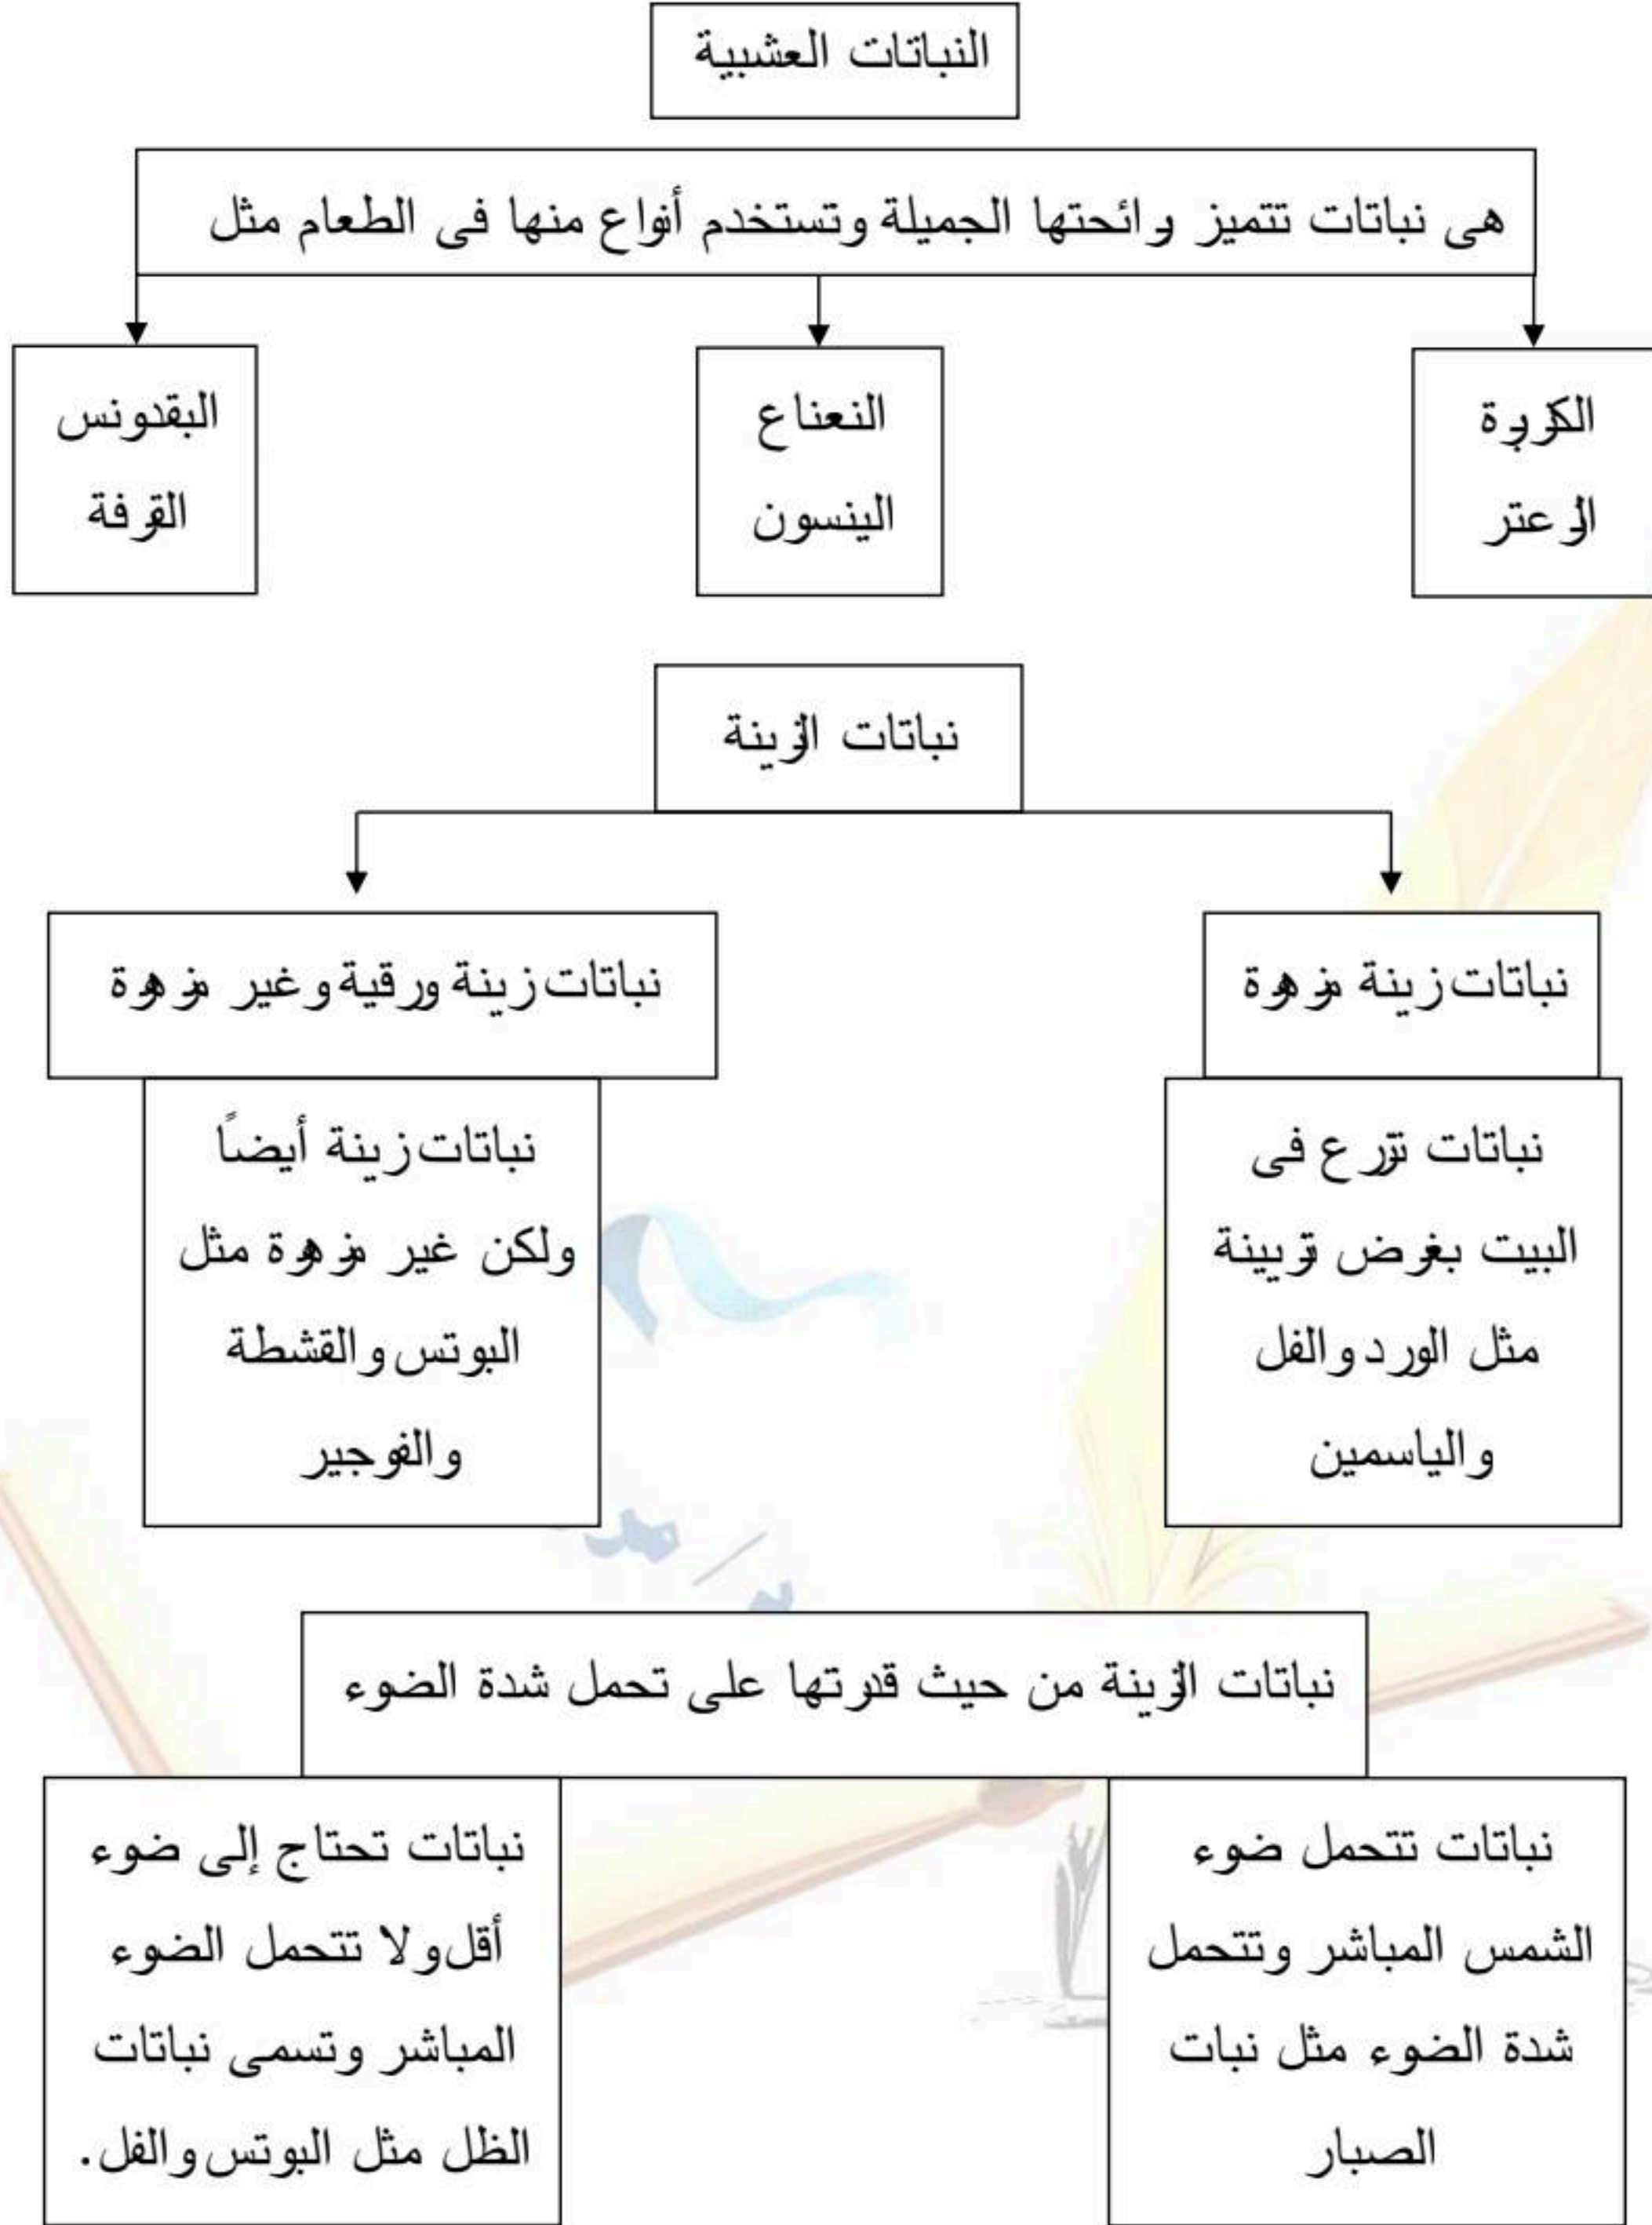 النباتات العشبية
هى نباتات تتميز برائحتها الجميلة وتستخدم أنواع منها فى الطعام مثل
الكزبرة
الزعتر
النعناع
الينسون
البقدونس
القرفة
نباتات الزينة
نباتات زينة مزهرة
نباتات تزرع فى
البيت بغرض تزيينة
مثل الورد والفل
والياسمين
نباتات زينة ورقية وغير مزهرة
نباتات زينة أيضًا
ولكن غير مزهرة مثل
البوتس والقشطة
والفوجير
نباتات الزينة من حيث قدرتها على تحمل شدة الضوء
نباتات تتحمل ضوء
الشمس المباشر وتتحمل
شدة الضوء مثل نبات
الصبار
نباتات تحتاج إلى ضوء
أقل ولا تتحمل الضوء
المباشر وتسمى نباتات
الظل مثل البوتس والفل.